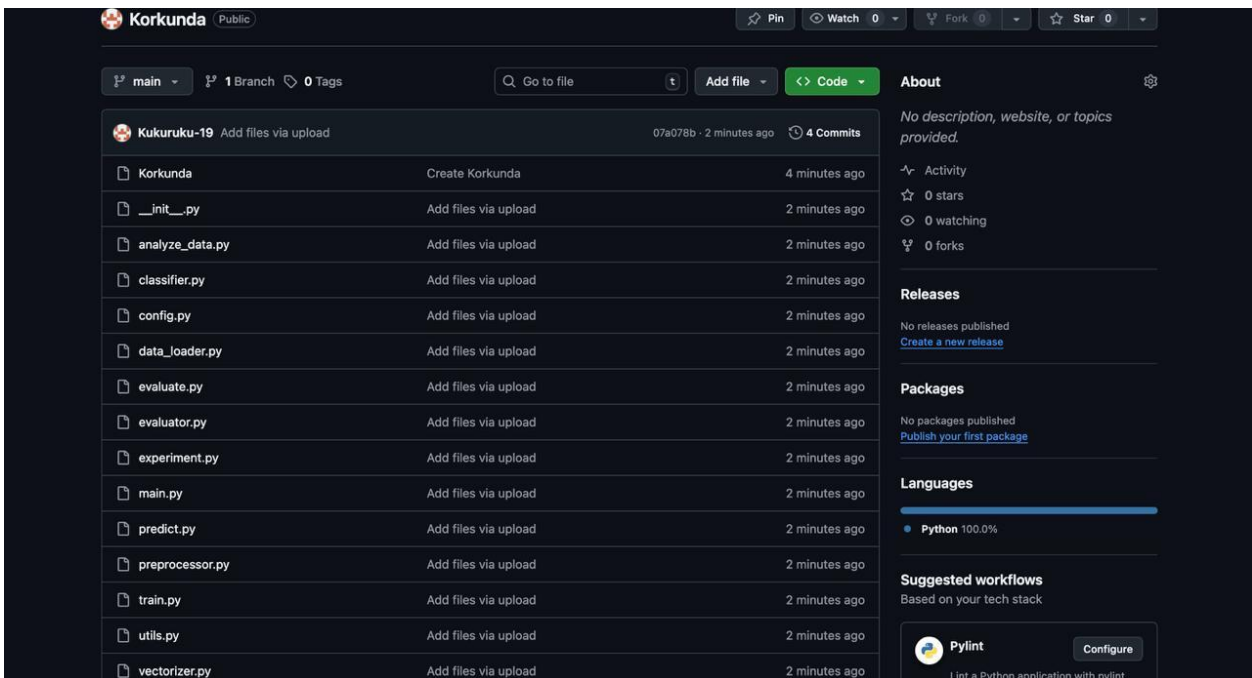 Korkunda Public
Pin Watch 0 Fork 0 Star 0
main 1 Branch 0 Tags Go to file t Add file Code
Kukuruku-19 Add files via upload 07a078b · 2 minutes ago 4 Commits
Korkunda Create Korkunda 4 minutes ago
__init__.py Add files via upload 2 minutes ago
analyze_data.py Add files via upload 2 minutes ago
classifier.py Add files via upload 2 minutes ago
config.py Add files via upload 2 minutes ago
data_loader.py Add files via upload 2 minutes ago
evaluate.py Add files via upload 2 minutes ago
evaluator.py Add files via upload 2 minutes ago
experiment.py Add files via upload 2 minutes ago
main.py Add files via upload 2 minutes ago
predict.py Add files via upload 2 minutes ago
preprocessor.py Add files via upload 2 minutes ago
train.py Add files via upload 2 minutes ago
utils.py Add files via upload 2 minutes ago
vectorizer.py Add files via upload 2 minutes ago
About
No description, website, or topics
provided.
Activity
0 stars
0 watching
0 forks
Releases
No releases published
Create a new release
Packages
No packages published
Publish your first package
Languages
Python 100.0%
Suggested workflows
Based on your tech stack
Pylint Configure
Lint a Python application with pylint